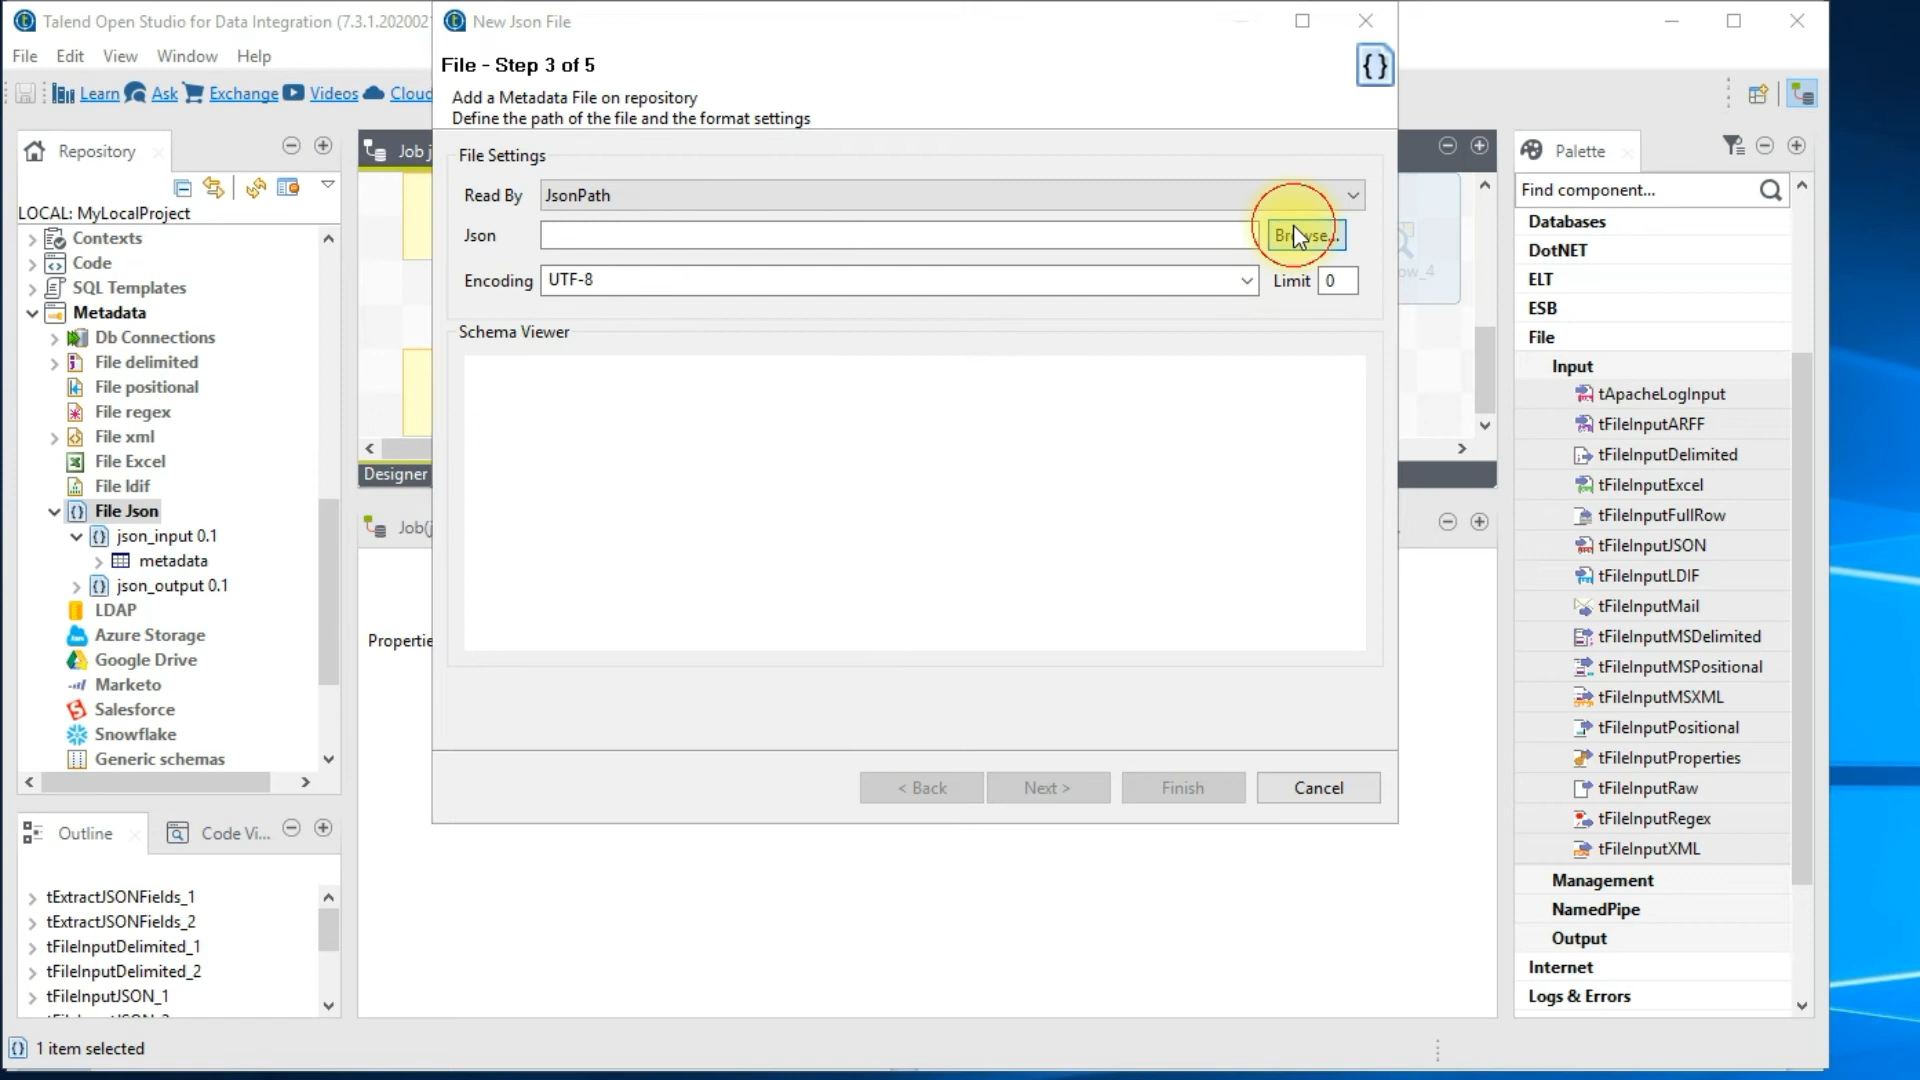 Talend Open Studio for Data Integration (7.3.1.2020021
New Json File
File Edit View Window Help
File - Step 3 of 5
{}
Learn Ask Exchange Videos Cloud
Add a Metadata File on repository
Define the path of the file and the format settings
Repository
LOCAL: MyLocalProject
Contexts
Code
SQL Templates
Metadata
Db Connections
File delimited
File positional
File regex
File xml
File Excel
File ldif
File Json
json_input 0.1
metadata
json_output 0.1
LDAP
Azure Storage
Google Drive
Marketo
Salesforce
Snowflake
Generic schemas
Outline
Code Vi...
tExtractJSONFields_1
tExtractJSONFields_2
tFileInputDelimited_1
tFileInputDelimited_2
tFileInputJSON_1
1 item selected
Job j
Designer
Job(j
Propertie
File Settings
Read By JsonPath
Json Browse...
Encoding UTF-8 Limit 0
Schema Viewer
< Back Next > Finish Cancel
ow_4
Palette
Find component...
Databases
DotNET
ELT
ESB
File
Input
tApacheLogInput
tFileInputARFF
tFileInputDelimited
tFileInputExcel
tFileInputFullRow
tFileInputJSON
tFileInputLDIF
tFileInputMail
tFileInputMSDelimited
tFileInputMSPositional
tFileInputMSXML
tFileInputPositional
tFileInputProperties
tFileInputRaw
tFileInputRegex
tFileInputXML
Management
NamedPipe
Output
Internet
Logs & Errors